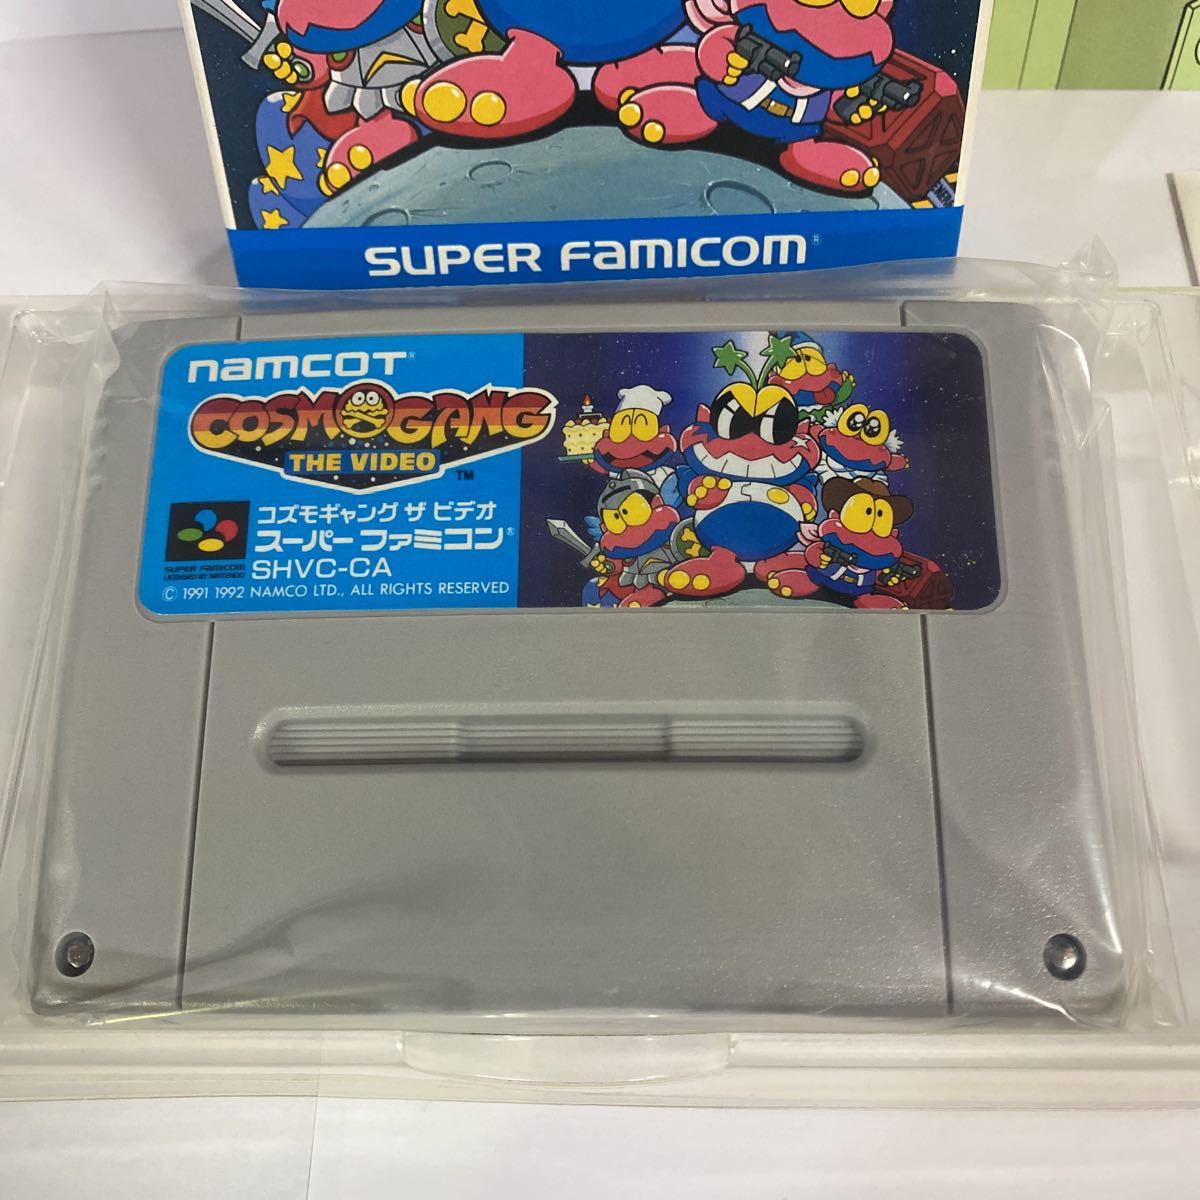 SUPER FAMICOM®
namcot®
COSMOGANG
THE VIDEO
TM
コズモギャング ザ ビデオ
スーパーファミコン®
SUPER FAMICOM
LICENSED BY NINTENDO
SHVC-CA
© 1991 1992 NAMCO LTD., ALL RIGHTS RESERVED